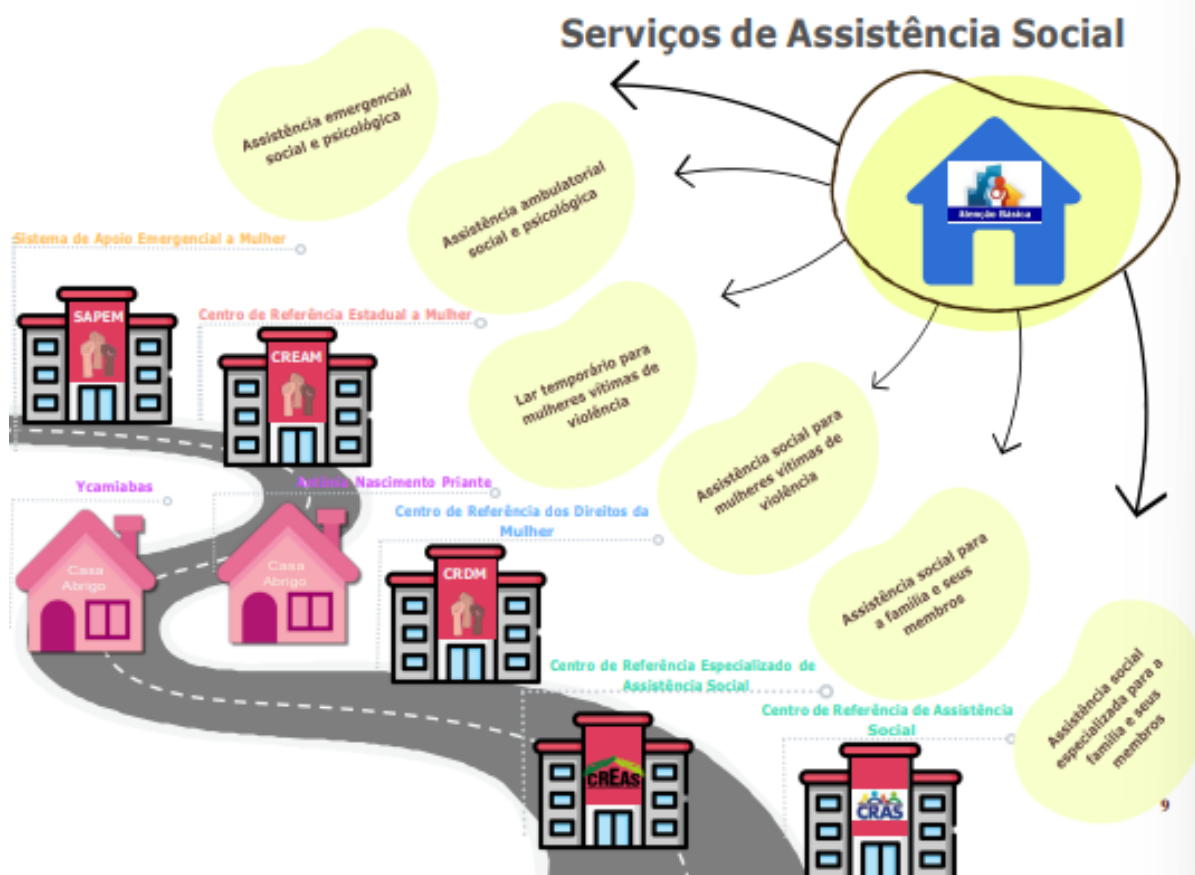 Serviços de Assistência Social
Assistência emergencial
social e psicológica
Assistência ambulatorial
social e psicológica
Atenção Básica
Sistema de Apoio Emergencial a Mulher
SAPEM
Centro de Referência Estadual a Mulher
CREAM
Lar temporário para
mulheres vítimas de
violência
Assistência social para
mulheres vítimas de
violência
Ycamiabas
Casa
Abrigo
Antônia Nascimento Priante
Casa
Abrigo
Centro de Referência dos Direitos da
Mulher
CRDM
Assistência social para
a família e seus
membros
Centro de Referência Especializado de
Assistência Social
CREAS
Centro de Referência de Assistência
Social
CRAS
Assistência social
especializada para a
família e seus
membros
9